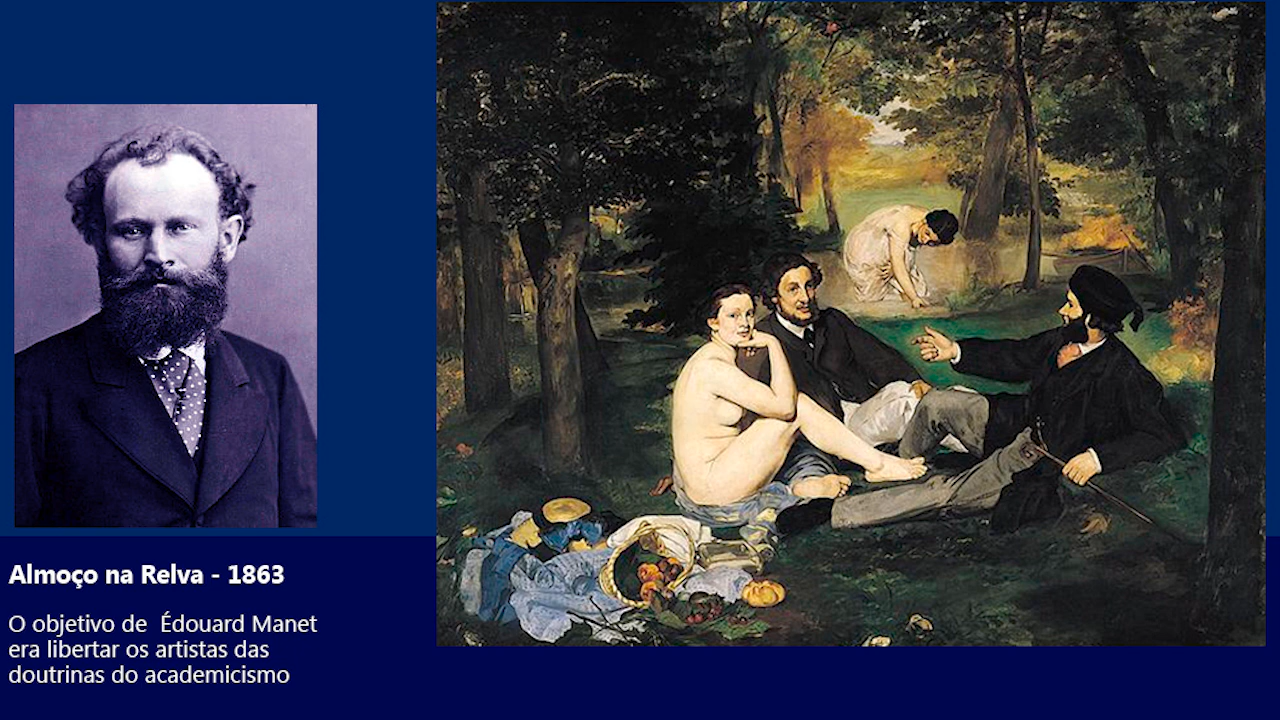 Almoço na Relva - 1863
O objetivo de  Édouard Manet
era libertar os artistas das
doutrinas do academicismo